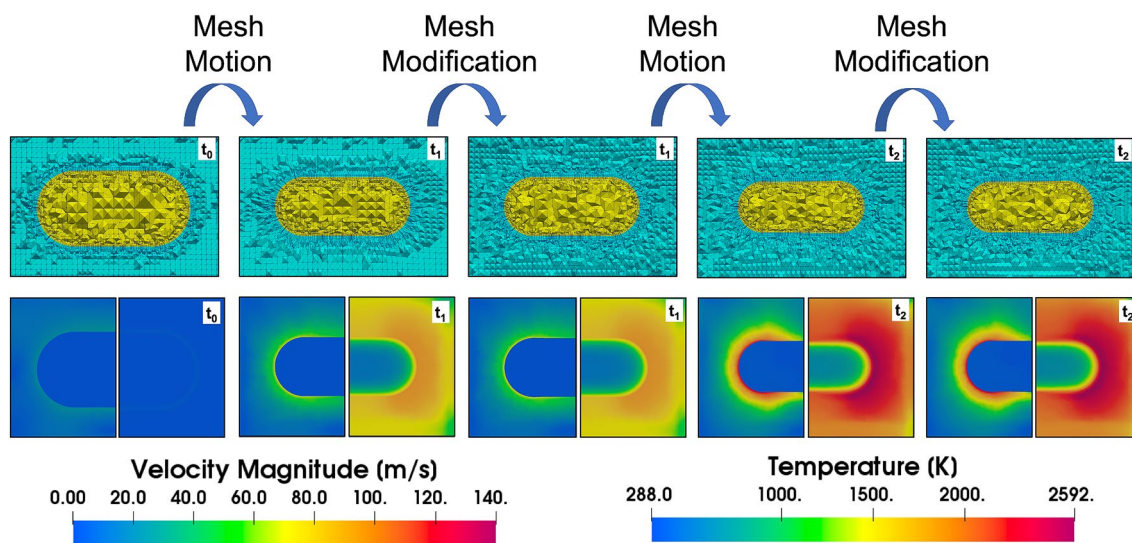 Mesh Motion
Mesh Modification
Mesh Motion
Mesh Modification
t0
t1
t1
t2
t2
t0
t1
t1
t2
t2
Velocity Magnitude (m/s)
0.00 20.0 40.0 60.0 80.0 100. 120. 140.
Temperature (K)
288.0 1000. 1500. 2000. 2592.